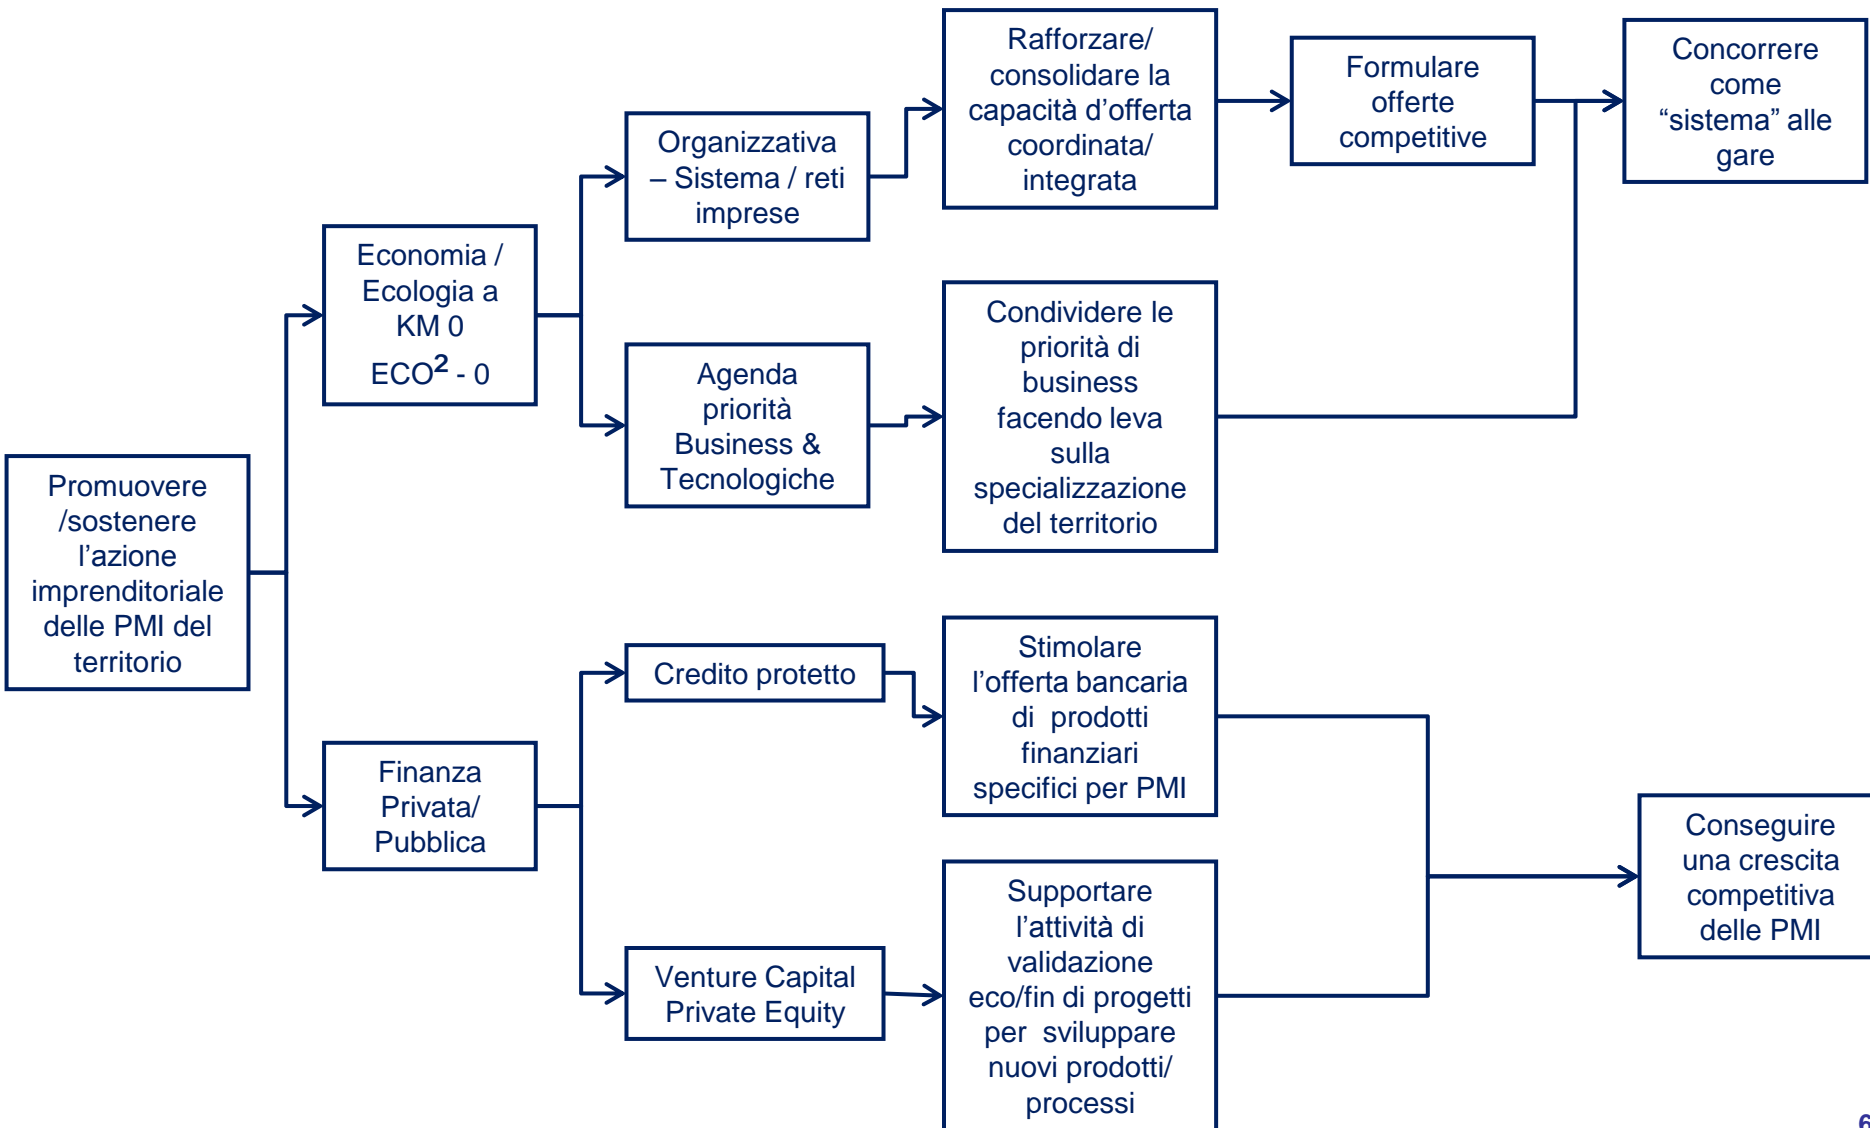 Promuovere
/sostenere
l’azione
imprenditoriale
delle PMI del
territorio
Economia /
Ecologia a
KM 0
ECO² - 0
Finanza
Privata/
Pubblica
Organizzativa
– Sistema / reti
imprese
Agenda
priorità
Business &
Tecnologiche
Credito protetto
Venture Capital
Private Equity
Rafforzare/
consolidare la
capacità d’offerta
coordinata/
integrata
Condividere le
priorità di
business
facendo leva
sulla
specializzazione
del territorio
Stimolare
l’offerta bancaria
di prodotti
finanziari
specifici per PMI
Supportare
l’attività di
validazione
eco/fin di progetti
per sviluppare
nuovi prodotti/
processi
Formulare
offerte
competitive
Concorrere
come
“sistema” alle
gare
Conseguire
una crescita
competitiva
delle PMI
6